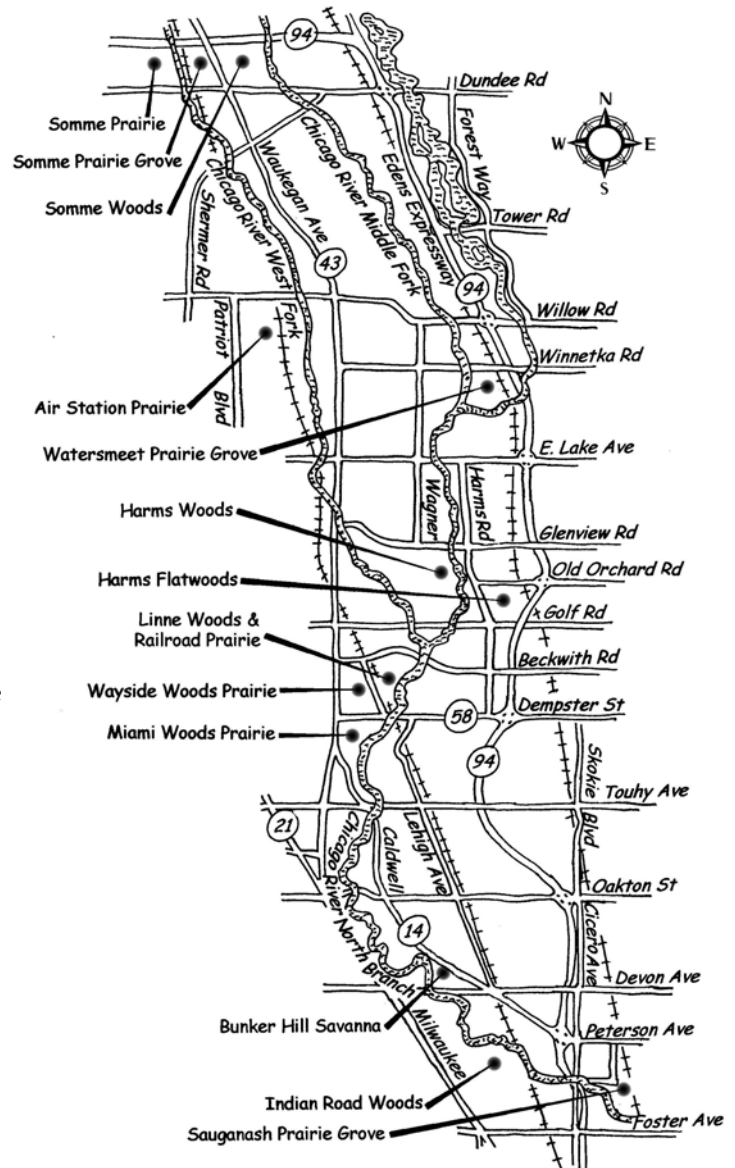 94
Dundee Rd
Somme Prairie
Somme Prairie Grove
Somme Woods
Forest Way
N
W
E
S
Chicago River West Fork
Waukegan Ave
Chicago River Middle Fork
Edens Expressway
Tower Rd
Shermer Rd
43
94
Patriot Blvd
Willow Rd
Winnetka Rd
Air Station Prairie
Watersmeet Prairie Grove
E. Lake Ave
Wagner
Harms Rd
Harms Woods
Glenview Rd
Harms Flatwoods
Old Orchard Rd
Golf Rd
Linne Woods &
Railroad Prairie
Beckwith Rd
Wayside Woods Prairie
Dempster St
58
Miami Woods Prairie
94
Skokie Blvd
Touhy Ave
21
Chicago River North Branch
Caldwell
Lehigh Ave
Oakton St
14
Cicero Ave
Devon Ave
Bunker Hill Savanna
Milwaukee
Peterson Ave
Indian Road Woods
Sauganash Prairie Grove
Foster Ave